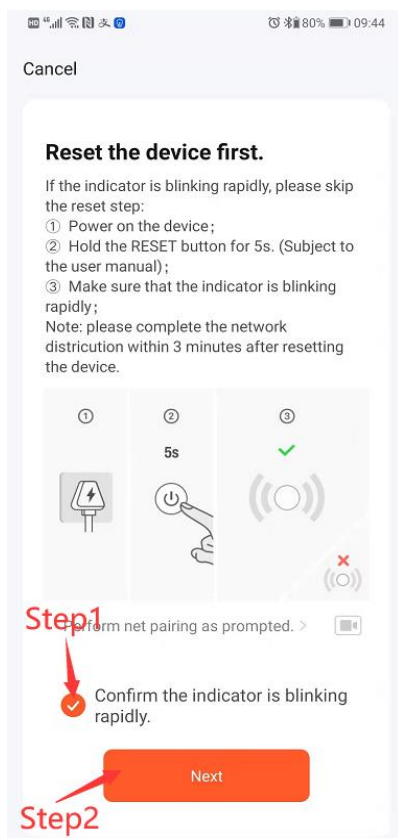 HD 46 80% 09:44
Cancel
Reset the device first.
If the indicator is blinking rapidly, please skip
the reset step:
① Power on the device;
② Hold the RESET button for 5s. (Subject to
the user manual);
③ Make sure that the indicator is blinking
rapidly;
Note: please complete the network
districution within 3 minutes after resetting
the device.
① ② ③
5s
Step1
Perform net pairing as prompted. >
Confirm the indicator is blinking
rapidly.
Next
Step2